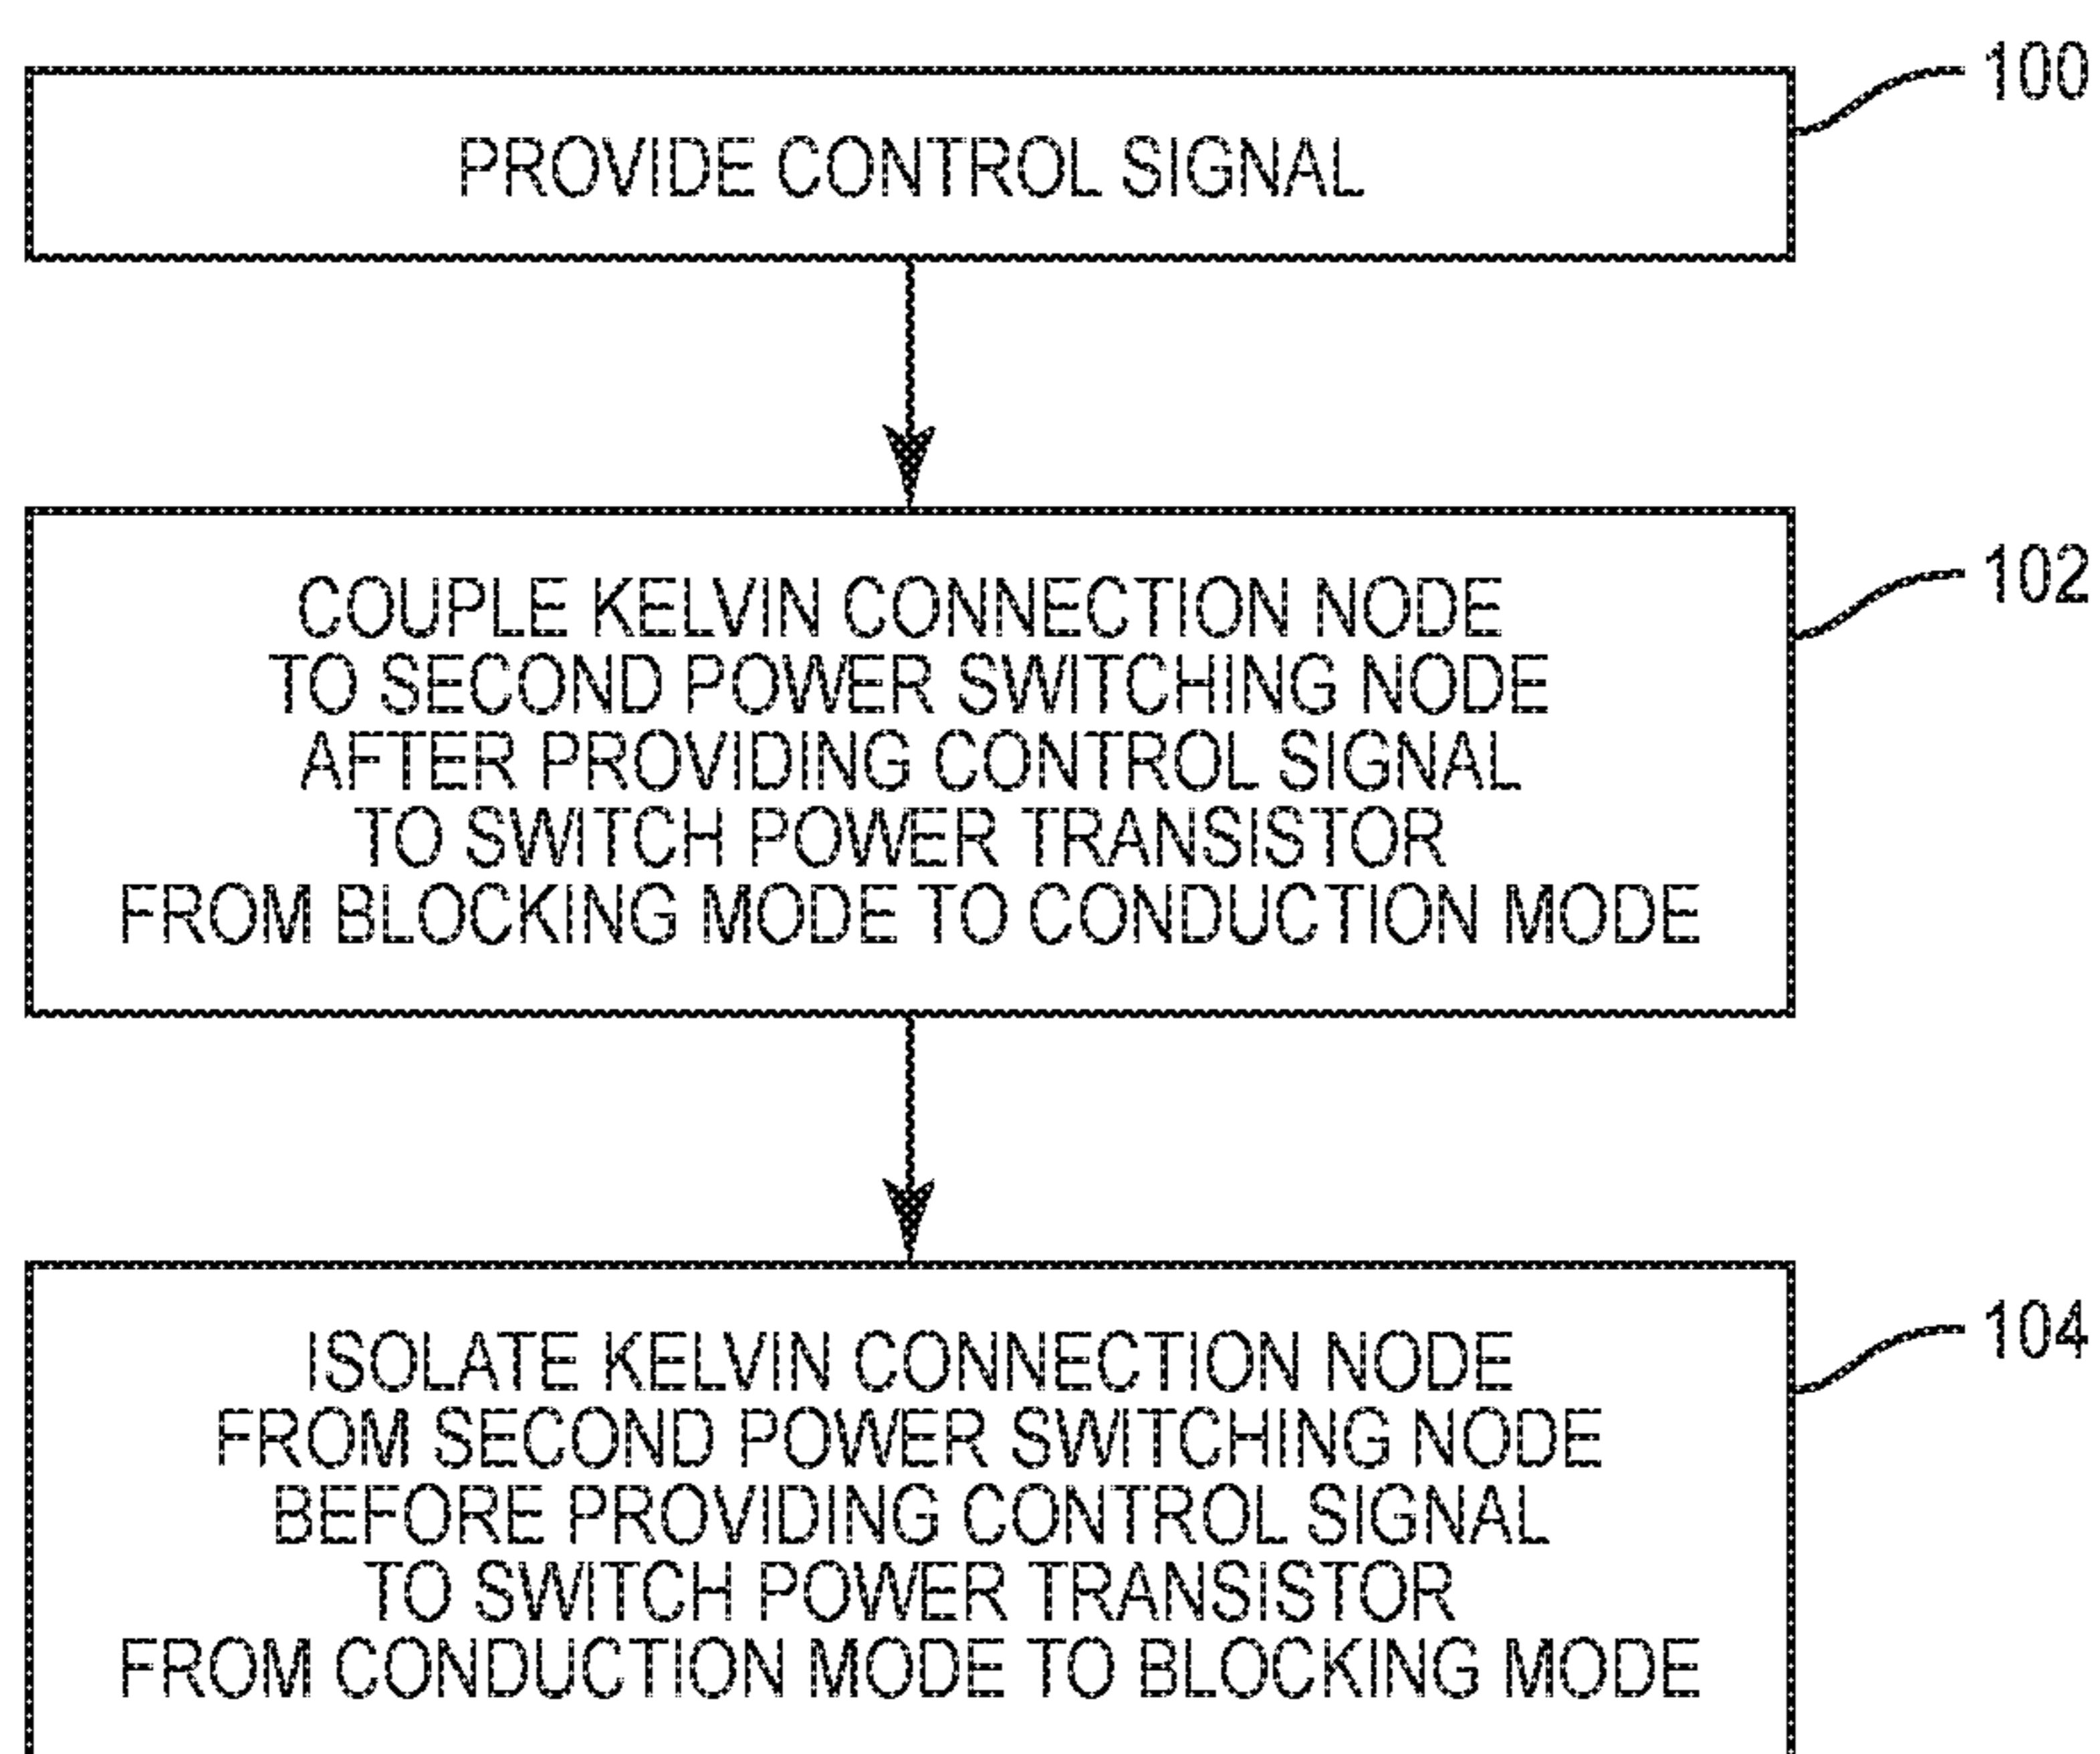 100
PROVIDE CONTROL SIGNAL
102
COUPLE KELVIN CONNECTION NODE
TO SECOND POWER SWITCHING NODE
AFTER PROVIDING CONTROL SIGNAL
TO SWITCH POWER TRANSISTOR
FROM BLOCKING MODE TO CONDUCTION MODE
104
ISOLATE KELVIN CONNECTION NODE
FROM SECOND POWER SWITCHING NODE
BEFORE PROVIDING CONTROL SIGNAL
TO SWITCH POWER TRANSISTOR
FROM CONDUCTION MODE TO BLOCKING MODE